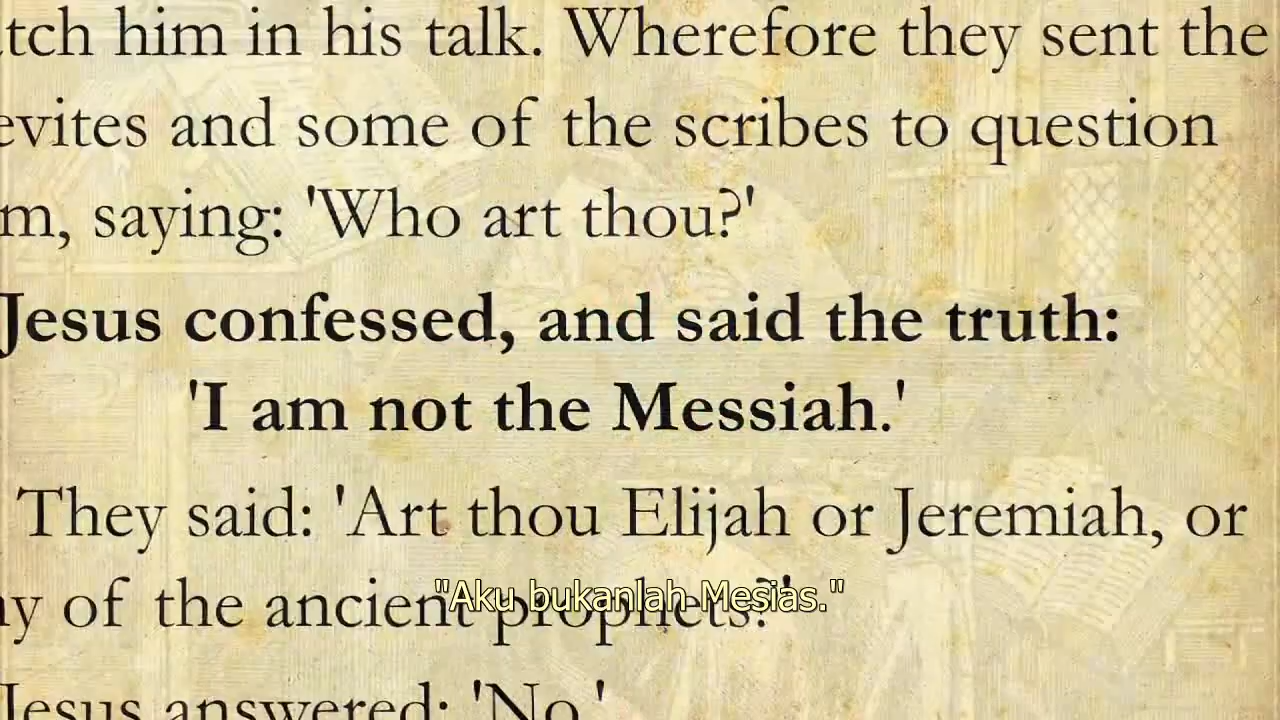 tch him in his talk. Wherefore they sent the
evites and some of the scribes to question
m, saying: 'Who art thou?'
Jesus confessed, and said the truth:
'I am not the Messiah.'
They said: 'Art thou Elijah or Jeremiah, or
ny of the ancient prophets?'
"Aku bukanlah Mesias."
Jesus answered: 'No.'